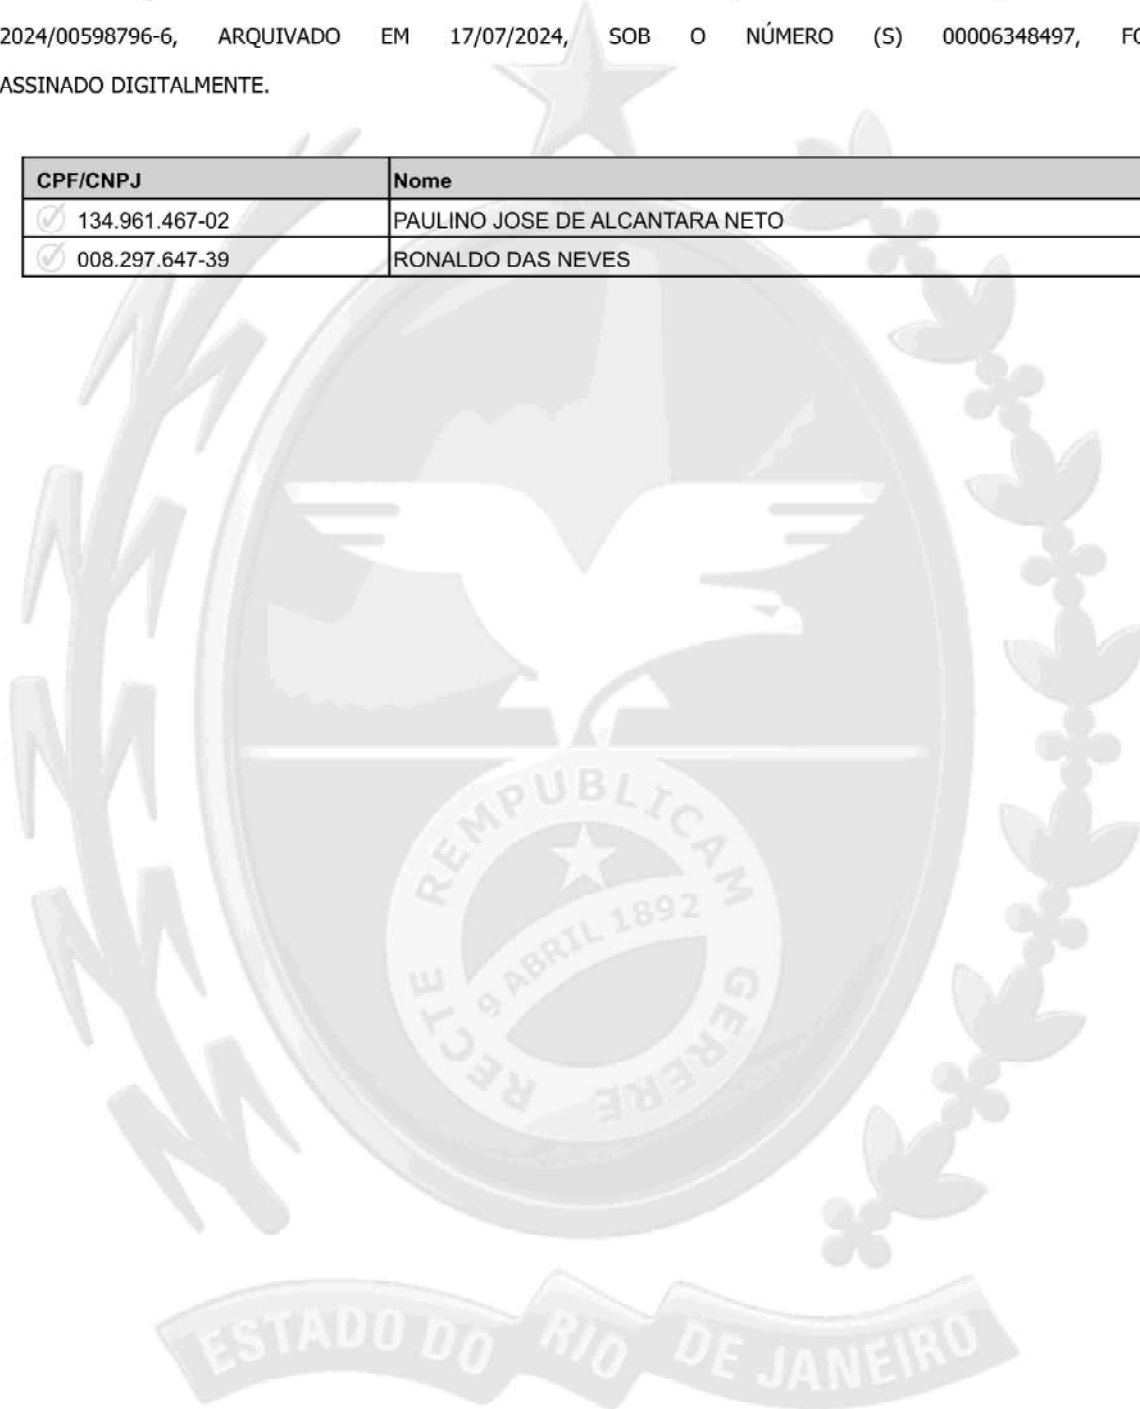 2024/00598796-6, ARQUIVADO EM 17/07/2024, SOB O NÚMERO (S) 00006348497, FO
ASSINADO DIGITALMENTE.
CPF/CNPJ Nome
134.961.467-02 PAULINO JOSE DE ALCANTARA NETO
008.297.647-39 RONALDO DAS NEVES
RECTE REMPUBLICAM GERERE
9 ABRIL 1892
ESTADO DO RIO DE JANEIRO